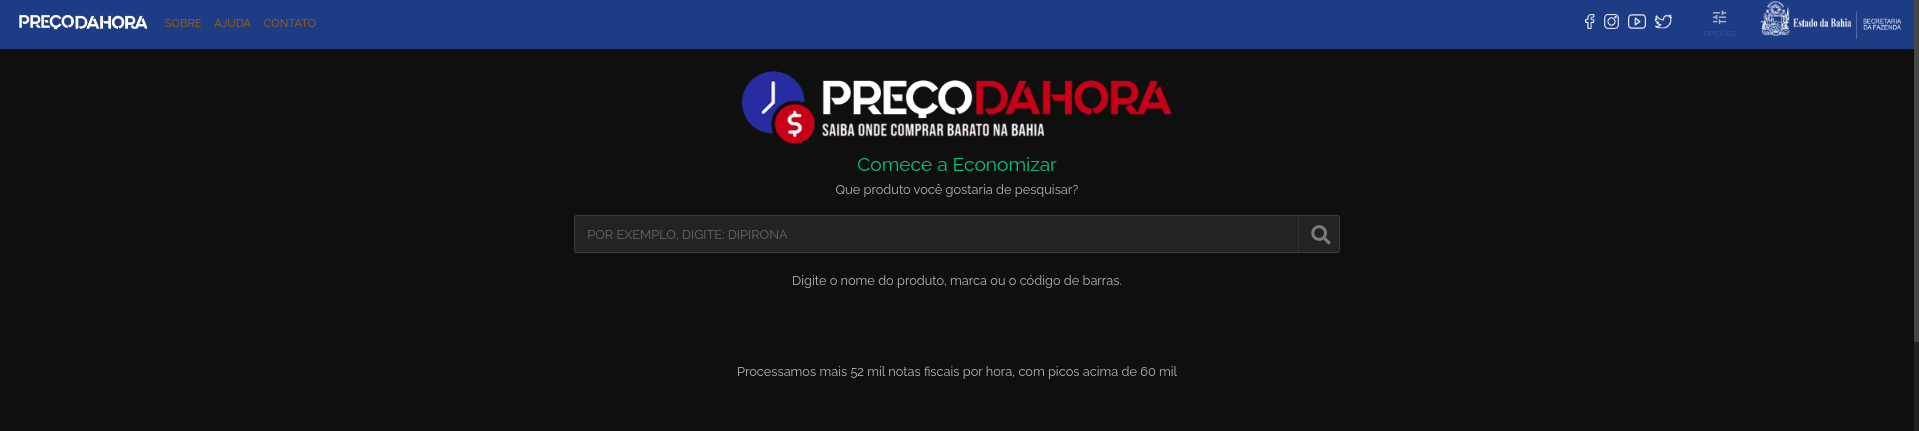 PREÇODAHORA SOBRE AJUDA CONTATO
OPÇÕES
Estado da Bahia
SECRETARIA
DA FAZENDA
$
PREÇODAHORA
SAIBA ONDE COMPRAR BARATO NA BAHIA
Comece a Economizar
Que produto você gostaria de pesquisar?
POR EXEMPLO, DIGITE: DIPIRONA
Digite o nome do produto, marca ou o código de barras.
Processamos mais 52 mil notas fiscais por hora, com picos acima de 60 mil